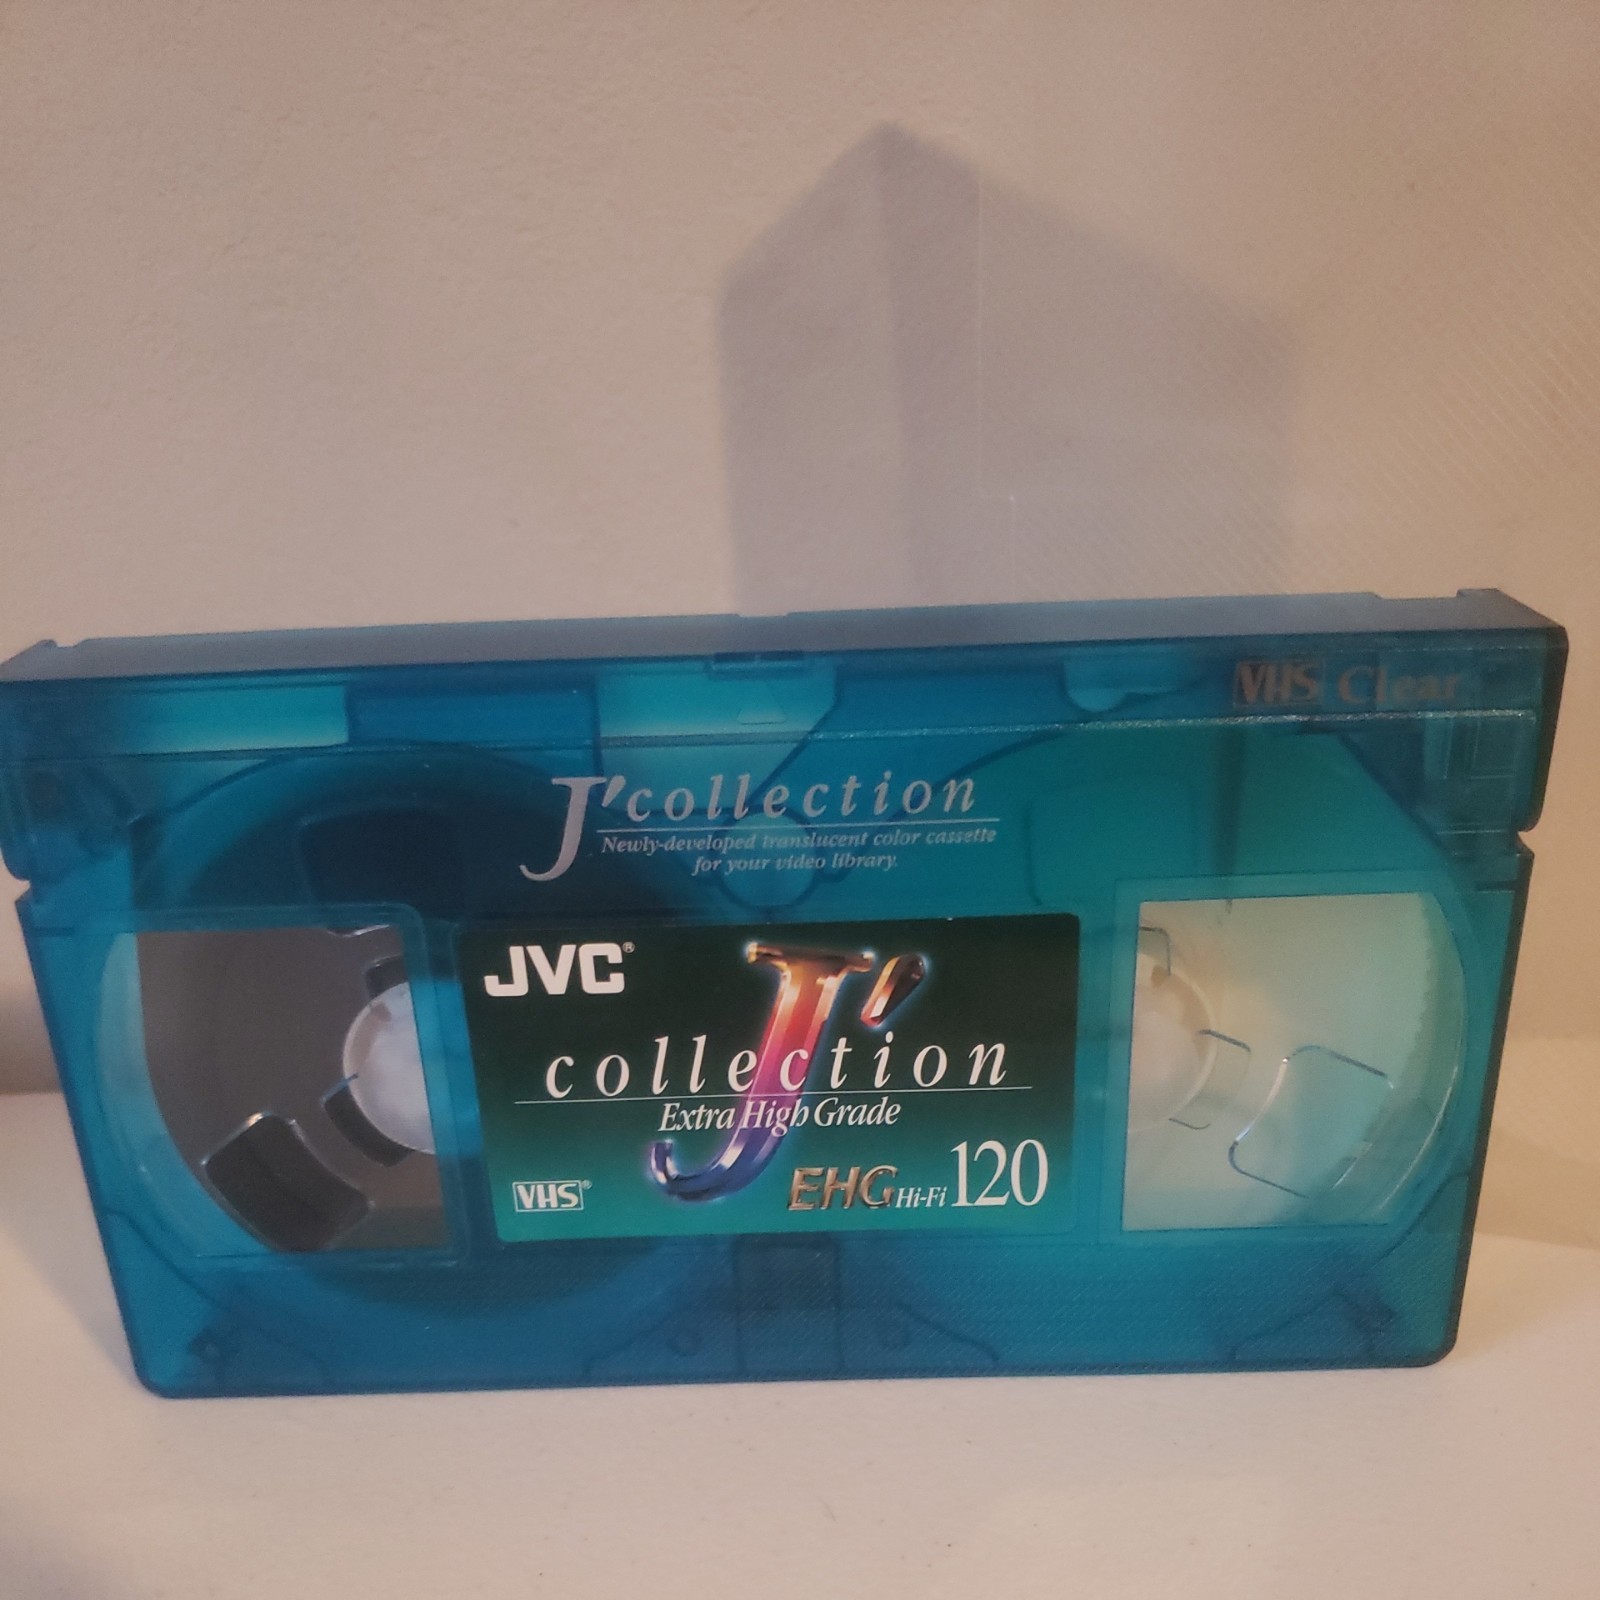 VHS Clear
J'collection
Newly-developed translucent color cassette
for your video library.
JVC®
J'
collection
Extra High Grade
VHS®
EHG Hi-Fi 120